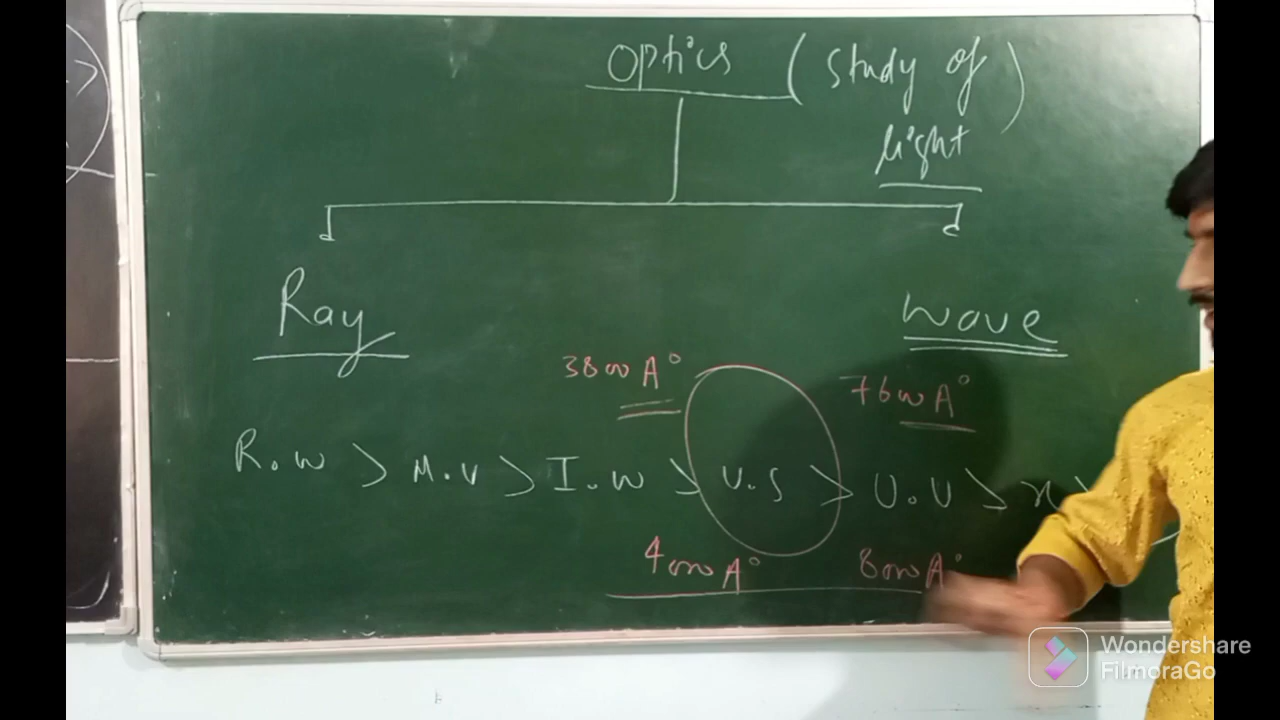 Optics (study of
light)
Ray
Wave
3800 A°
7600 A°
R.W > M.V > I.W > V.S > U.V > x >
4000 A°
8000 A°
Wondershare
FilmoraGo